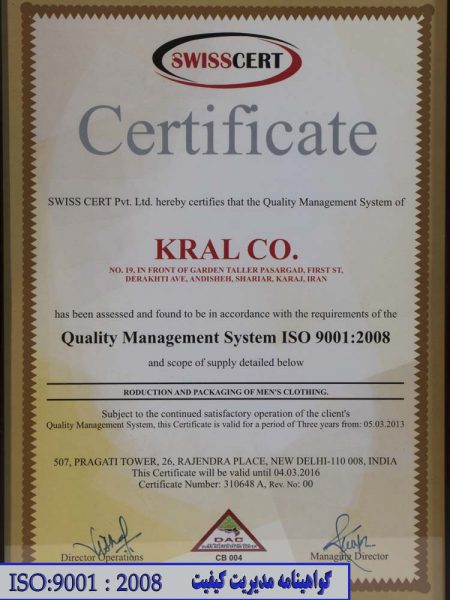 SWISSCERT
Certificate
SWISS CERT Pvt. Ltd. hereby certifies that the Quality Management System of
KRAL CO.
NO. 19, IN FRONT OF GARDEN TALLER PASARGAD, FIRST ST,
DERAKHTI AVE, ANDISHEH, SHARIAR, KARAJ, IRAN
has been assessed and found to be in accordance with the requirements of the
Quality Management System ISO 9001:2008
and scope of supply detailed below
RODUCTION AND PACKAGING OF MEN'S CLOTHING.
Subject to the continued satisfactory operation of the client's
Quality Management System, this Certificate is valid for a period of Three years from: 05.03.2013
507, PRAGATI TOWER, 26, RAJENDRA PLACE, NEW DELHI-110 008, INDIA
This Certificate will be valid until 04.03.2016
Certificate Number: 310648 A, Rev. No: 00
DAC
CB 004
Director Operations
Managing Director
ISO:9001 : 2008 گواهینامه مدیریت کیفیت